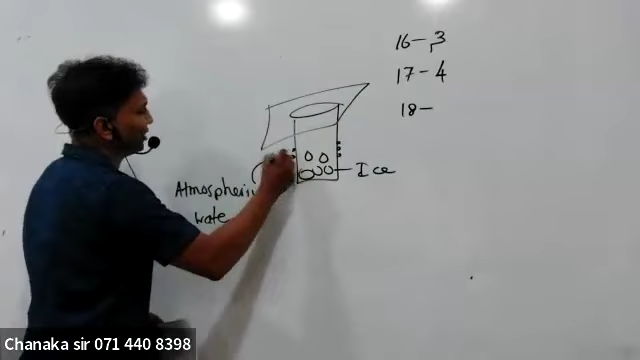 16 - 3
17 - 4
18 -
Ice
Atmospheri
wate
Chanaka sir 071 440 8398